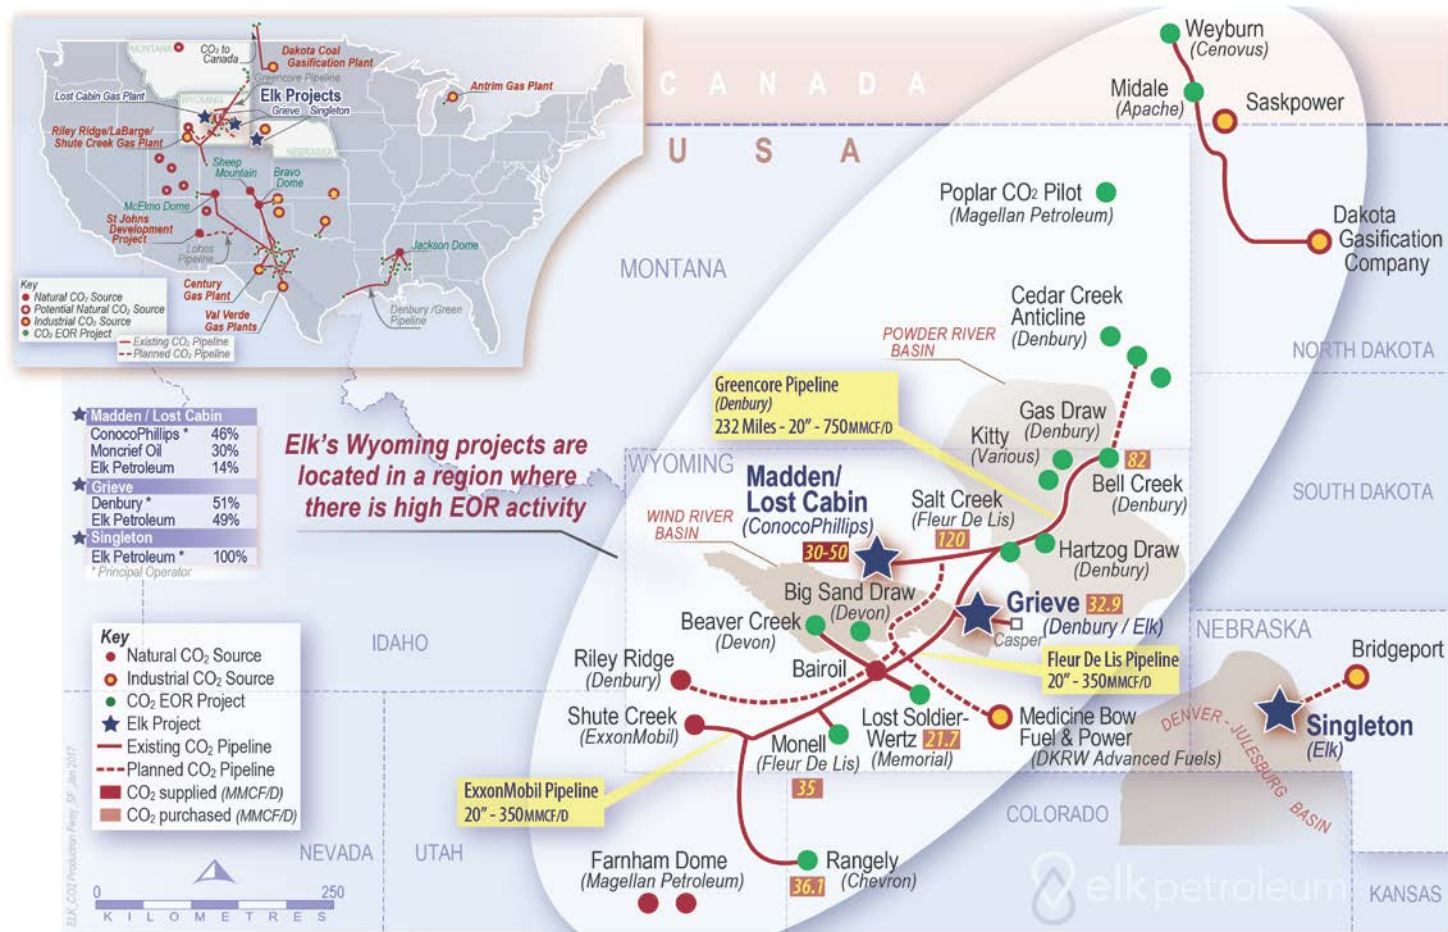 MONTANA
CO₂ to
Canada
Dakota Coal
Gasification Plant
Greencore Pipeline
Lost Cabin Gas Plant
WYOMING
Elk Projects
Grieve
Singleton
Antrim Gas Plant
Riley Ridge/LaBarge/
Shute Creek Gas Plant
NEBRASKA
Sheep
Mountain
Bravo
Dome
McElmo Dome
St Johns
Development
Project
Lobos
Pipeline
Jackson Dome
Century
Gas Plant
Val Verde
Gas Plants
Denbury /Green
Pipeline
Key
Natural CO₂ Source
Potential Natural CO₂ Source
Industrial CO₂ Source
CO₂ EOR Project
Existing CO₂ Pipeline
Planned CO₂ Pipeline
CANADA
USA
Weyburn
(Cenovus)
Midale
(Apache)
Saskpower
Dakota
Gasification
Company
Poplar CO₂ Pilot
(Magellan Petroleum)
MONTANA
Cedar Creek
Anticline
(Denbury)
POWDER RIVER
BASIN
NORTH DAKOTA
Greencore Pipeline
(Denbury)
232 Miles - 20” - 750MMCF/D
Gas Draw
(Denbury)
Kitty
(Various)
82
Bell Creek
(Denbury)
SOUTH DAKOTA
Madden / Lost Cabin
ConocoPhillips * 46%
Moncrief Oil 30%
Elk Petroleum 14%
Grieve
Denbury * 51%
Elk Petroleum 49%
Singleton
Elk Petroleum * 100%
* Principal Operator
Elk’s Wyoming projects are
located in a region where
there is high EOR activity
WYOMING
Madden/
Lost Cabin
(ConocoPhillips)
30-50
Salt Creek
(Fleur De Lis)
120
WIND RIVER
BASIN
Hartzog Draw
(Denbury)
Big Sand Draw
(Devon)
Beaver Creek
(Devon)
Grieve 32.9
(Denbury / Elk)
Casper
Fleur De Lis Pipeline
20” - 350MMCF/D
NEBRASKA
Bridgeport
Singleton
(Elk)
DENVER - JULESBURG BASIN
IDAHO
Riley Ridge
(Denbury)
Bairoil
Shute Creek
(ExxonMobil)
Monell
(Fleur De Lis)
35
Lost Soldier-
Wertz 21.7
(Memorial)
Medicine Bow
Fuel & Power
(DKRW Advanced Fuels)
ExxonMobil Pipeline
20” - 350MMCF/D
COLORADO
Farnham Dome
(Magellan Petroleum)
Rangely
(Chevron)
36.1
Key
Natural CO₂ Source
Industrial CO₂ Source
CO₂ EOR Project
Elk Project
Existing CO₂ Pipeline
Planned CO₂ Pipeline
CO₂ supplied (MMCF/D)
CO₂ purchased (MMCF/D)
NEVADA
UTAH
0 250
KILOMETRES
elkpetroleum
KANSAS